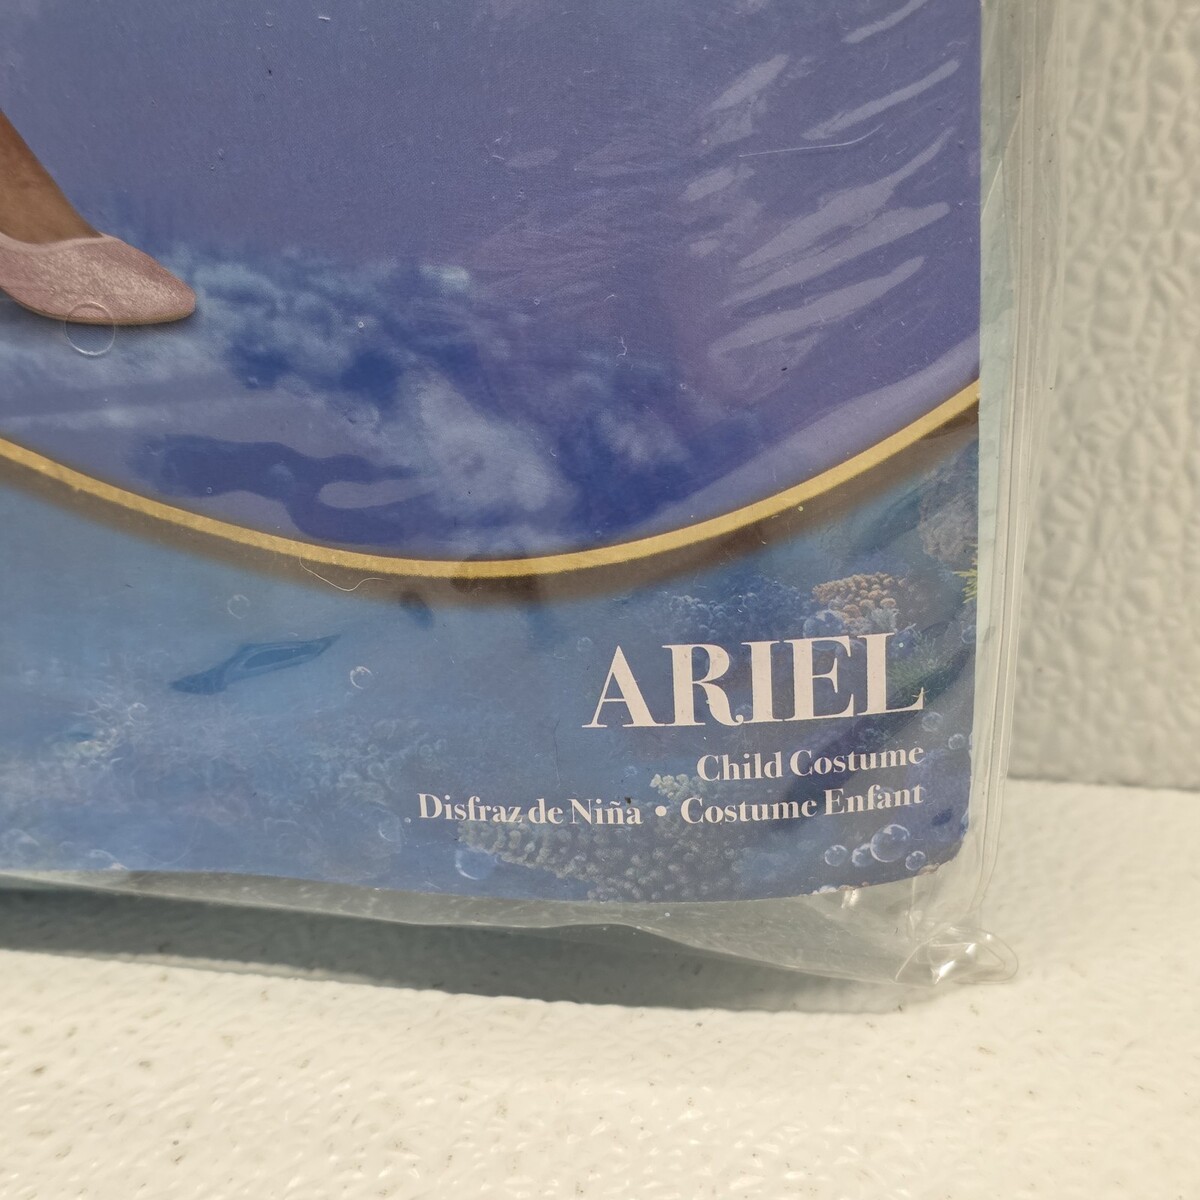 ARIEL
Child Costume
Disfraz de Niña • Costume Enfant